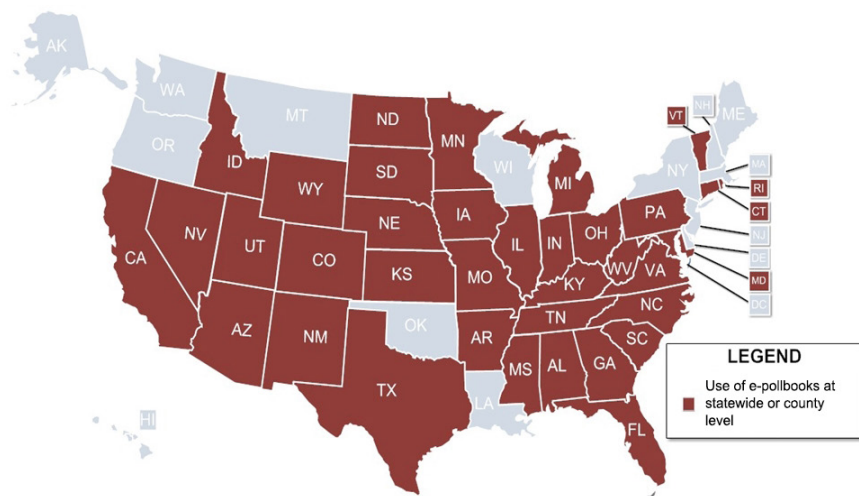 AK
WA
OR
MT
ID
WY
ND
SD
NE
KS
MN
IA
MO
WI
MI
IL
IN
OH
CA
NV
UT
CO
AZ
NM
TX
OK
AR
LA
MS
AL
GA
TN
KY
WV
VA
NC
SC
FL
PA
NY
VT
NH
ME
MA
RI
CT
NJ
DE
MD
DC
HI
LEGEND
Use of e-pollbooks at
statewide or county
level